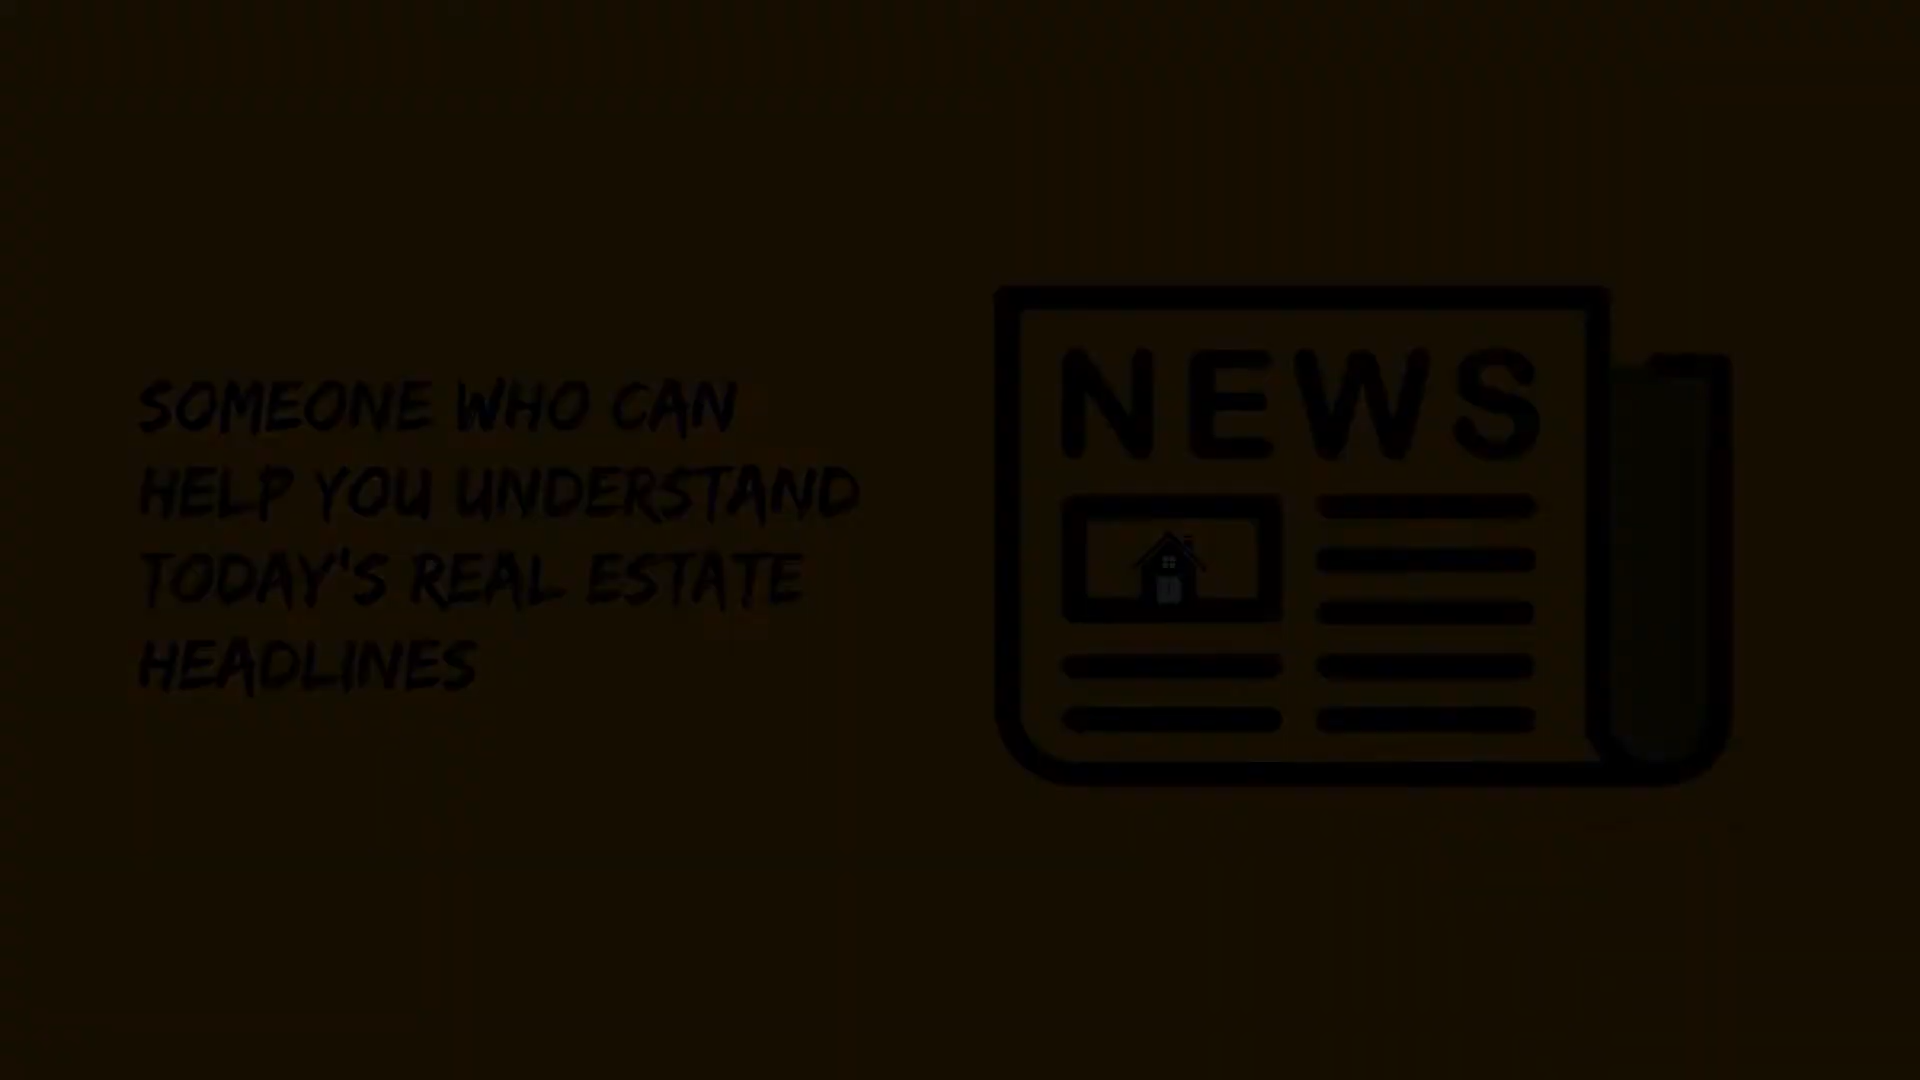 SOMEONE WHO CAN
HELP YOU UNDERSTAND
TODAY'S REAL ESTATE
HEADLINES
NEWS